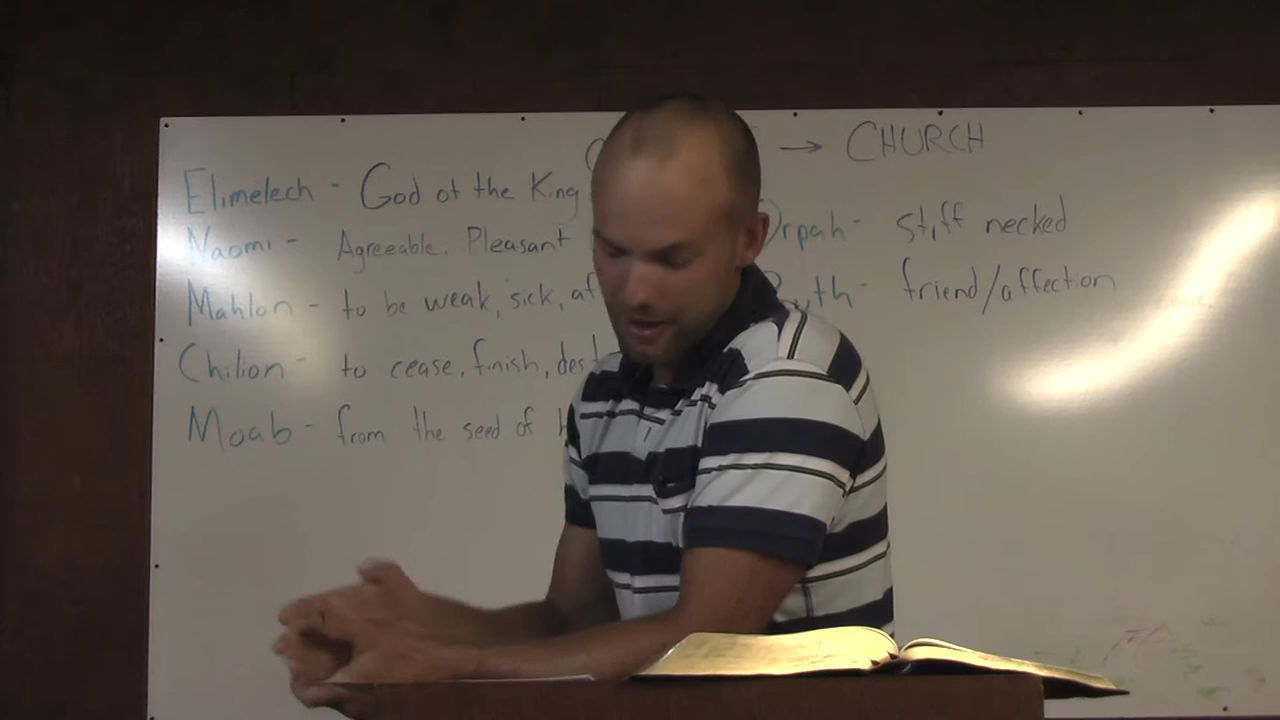 → CHURCH
Elimelech - God of the King
Naomi - Agreeable, Pleasant
Mahlon - to be weak, sick,
Chilion - to cease, finish,
Moab - from the seed of
Orpah - stiff necked
Ruth - friend/affection